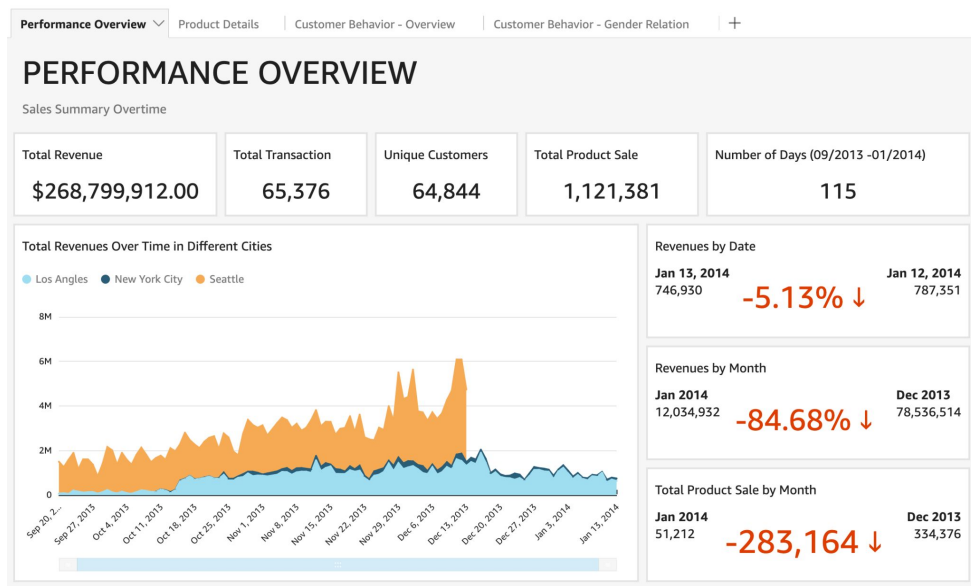 Performance Overview
Product Details
Customer Behavior - Overview
Customer Behavior - Gender Relation
PERFORMANCE OVERVIEW
Sales Summary Overtime
Total Revenue
$268,799,912.00
Total Transaction
65,376
Unique Customers
64,844
Total Product Sale
1,121,381
Number of Days (09/2013 -01/2014)
115
Total Revenues Over Time in Different Cities
Los Angles
New York City
Seattle
8M
6M
4M
2M
0
Sep 20, 2...
Sep 27, 2013
Oct 4, 2013
Oct 11, 2013
Oct 18, 2013
Oct 25, 2013
Nov 1, 2013
Nov 8, 2013
Nov 15, 2013
Nov 22, 2013
Nov 29, 2013
Dec 6, 2013
Dec 13, 2013
Dec 20, 2013
Dec 27, 2013
Jan 3, 2014
Jan 13, 2014
Revenues by Date
Jan 13, 2014
746,930
-5.13% ↓
Jan 12, 2014
787,351
Revenues by Month
Jan 2014
12,034,932
-84.68% ↓
Dec 2013
78,536,514
Total Product Sale by Month
Jan 2014
51,212
-283,164 ↓
Dec 2013
334,376